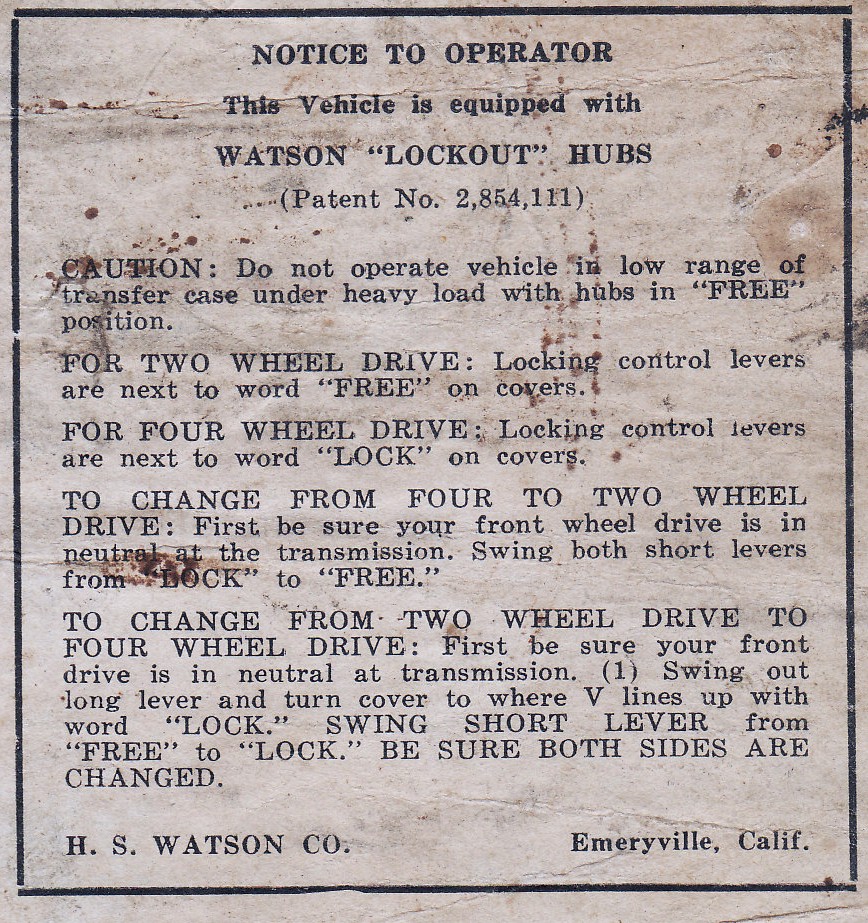 NOTICE TO OPERATOR
This Vehicle is equipped with
WATSON “LOCKOUT” HUBS
(Patent No. 2,854,111)
CAUTION: Do not operate vehicle in low range of
transfer case under heavy load with hubs in “FREE”
position.
FOR TWO WHEEL DRIVE: Locking control levers
are next to word “FREE” on covers.
FOR FOUR WHEEL DRIVE: Locking control levers
are next to word “LOCK” on covers.
TO CHANGE FROM FOUR TO TWO WHEEL
DRIVE: First be sure your front wheel drive is in
neutral at the transmission. Swing both short levers
from “LOCK” to “FREE.”
TO CHANGE FROM TWO WHEEL DRIVE TO
FOUR WHEEL DRIVE: First be sure your front
drive is in neutral at transmission. (1) Swing out
long lever and turn cover to where V lines up with
word “LOCK.” SWING SHORT LEVER from
“FREE” to “LOCK.” BE SURE BOTH SIDES ARE
CHANGED.
H. S. WATSON CO. Emeryville, Calif.